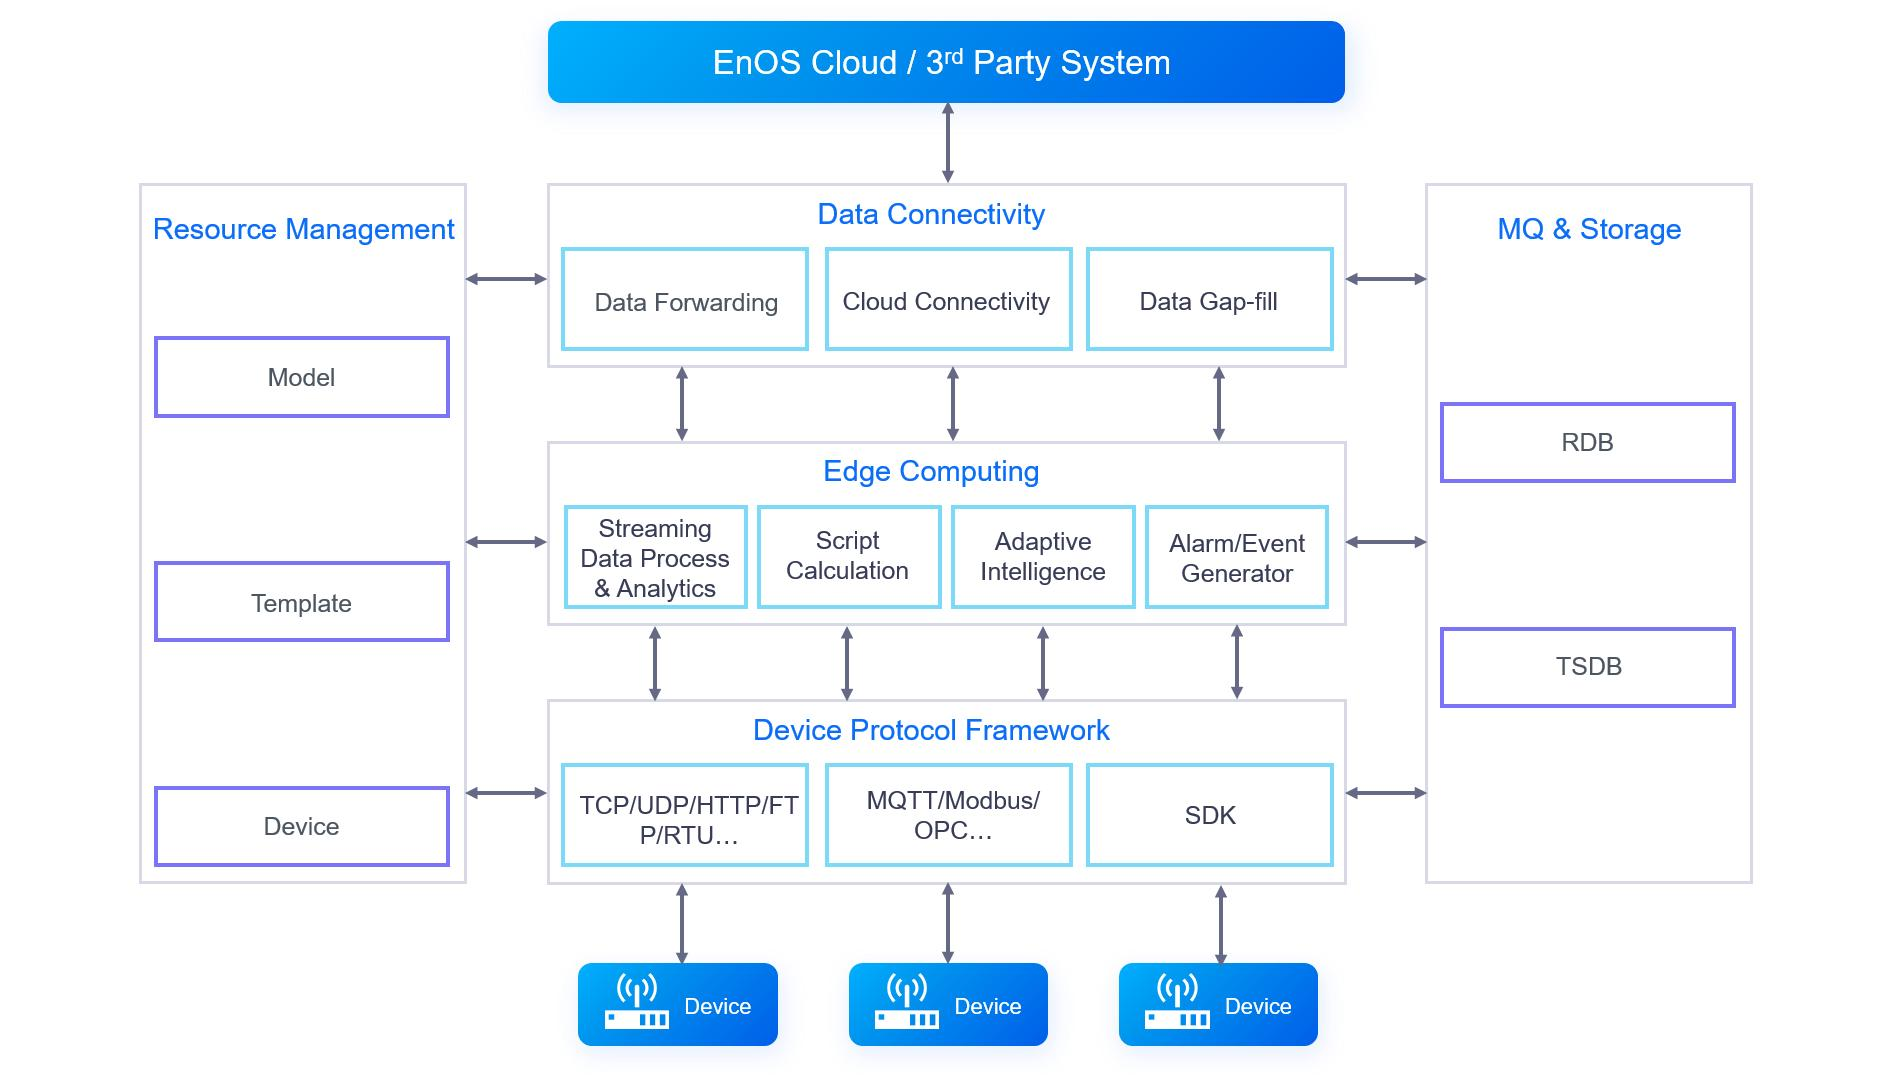 EnOS Cloud / 3rd Party System
Resource Management
Model
Template
Device
Data Connectivity
Data Forwarding
Cloud Connectivity
Data Gap-fill
Edge Computing
Streaming
Data Process
& Analytics
Script
Calculation
Adaptive
Intelligence
Alarm/Event
Generator
Device Protocol Framework
TCP/UDP/HTTP/FT
P/RTU…
MQTT/Modbus/
OPC…
SDK
MQ & Storage
RDB
TSDB
Device
Device
Device